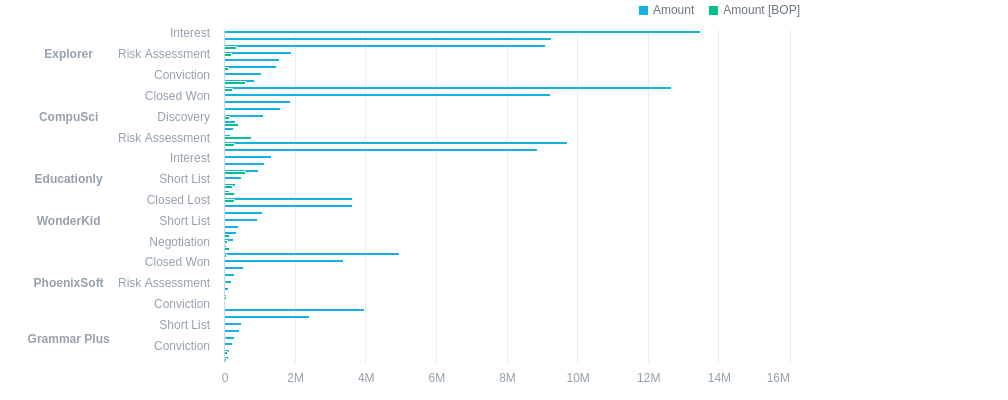 Amount Amount [BOP]
Interest
Explorer Risk Assessment
Conviction
Closed Won
CompuSci Discovery
Risk Assessment
Interest
Educationly Short List
Closed Lost
WonderKid Short List
Negotiation
Closed Won
PhoenixSoft Risk Assessment
Conviction
Short List
Grammar Plus
Conviction
0 2M 4M 6M 8M 10M 12M 14M 16M